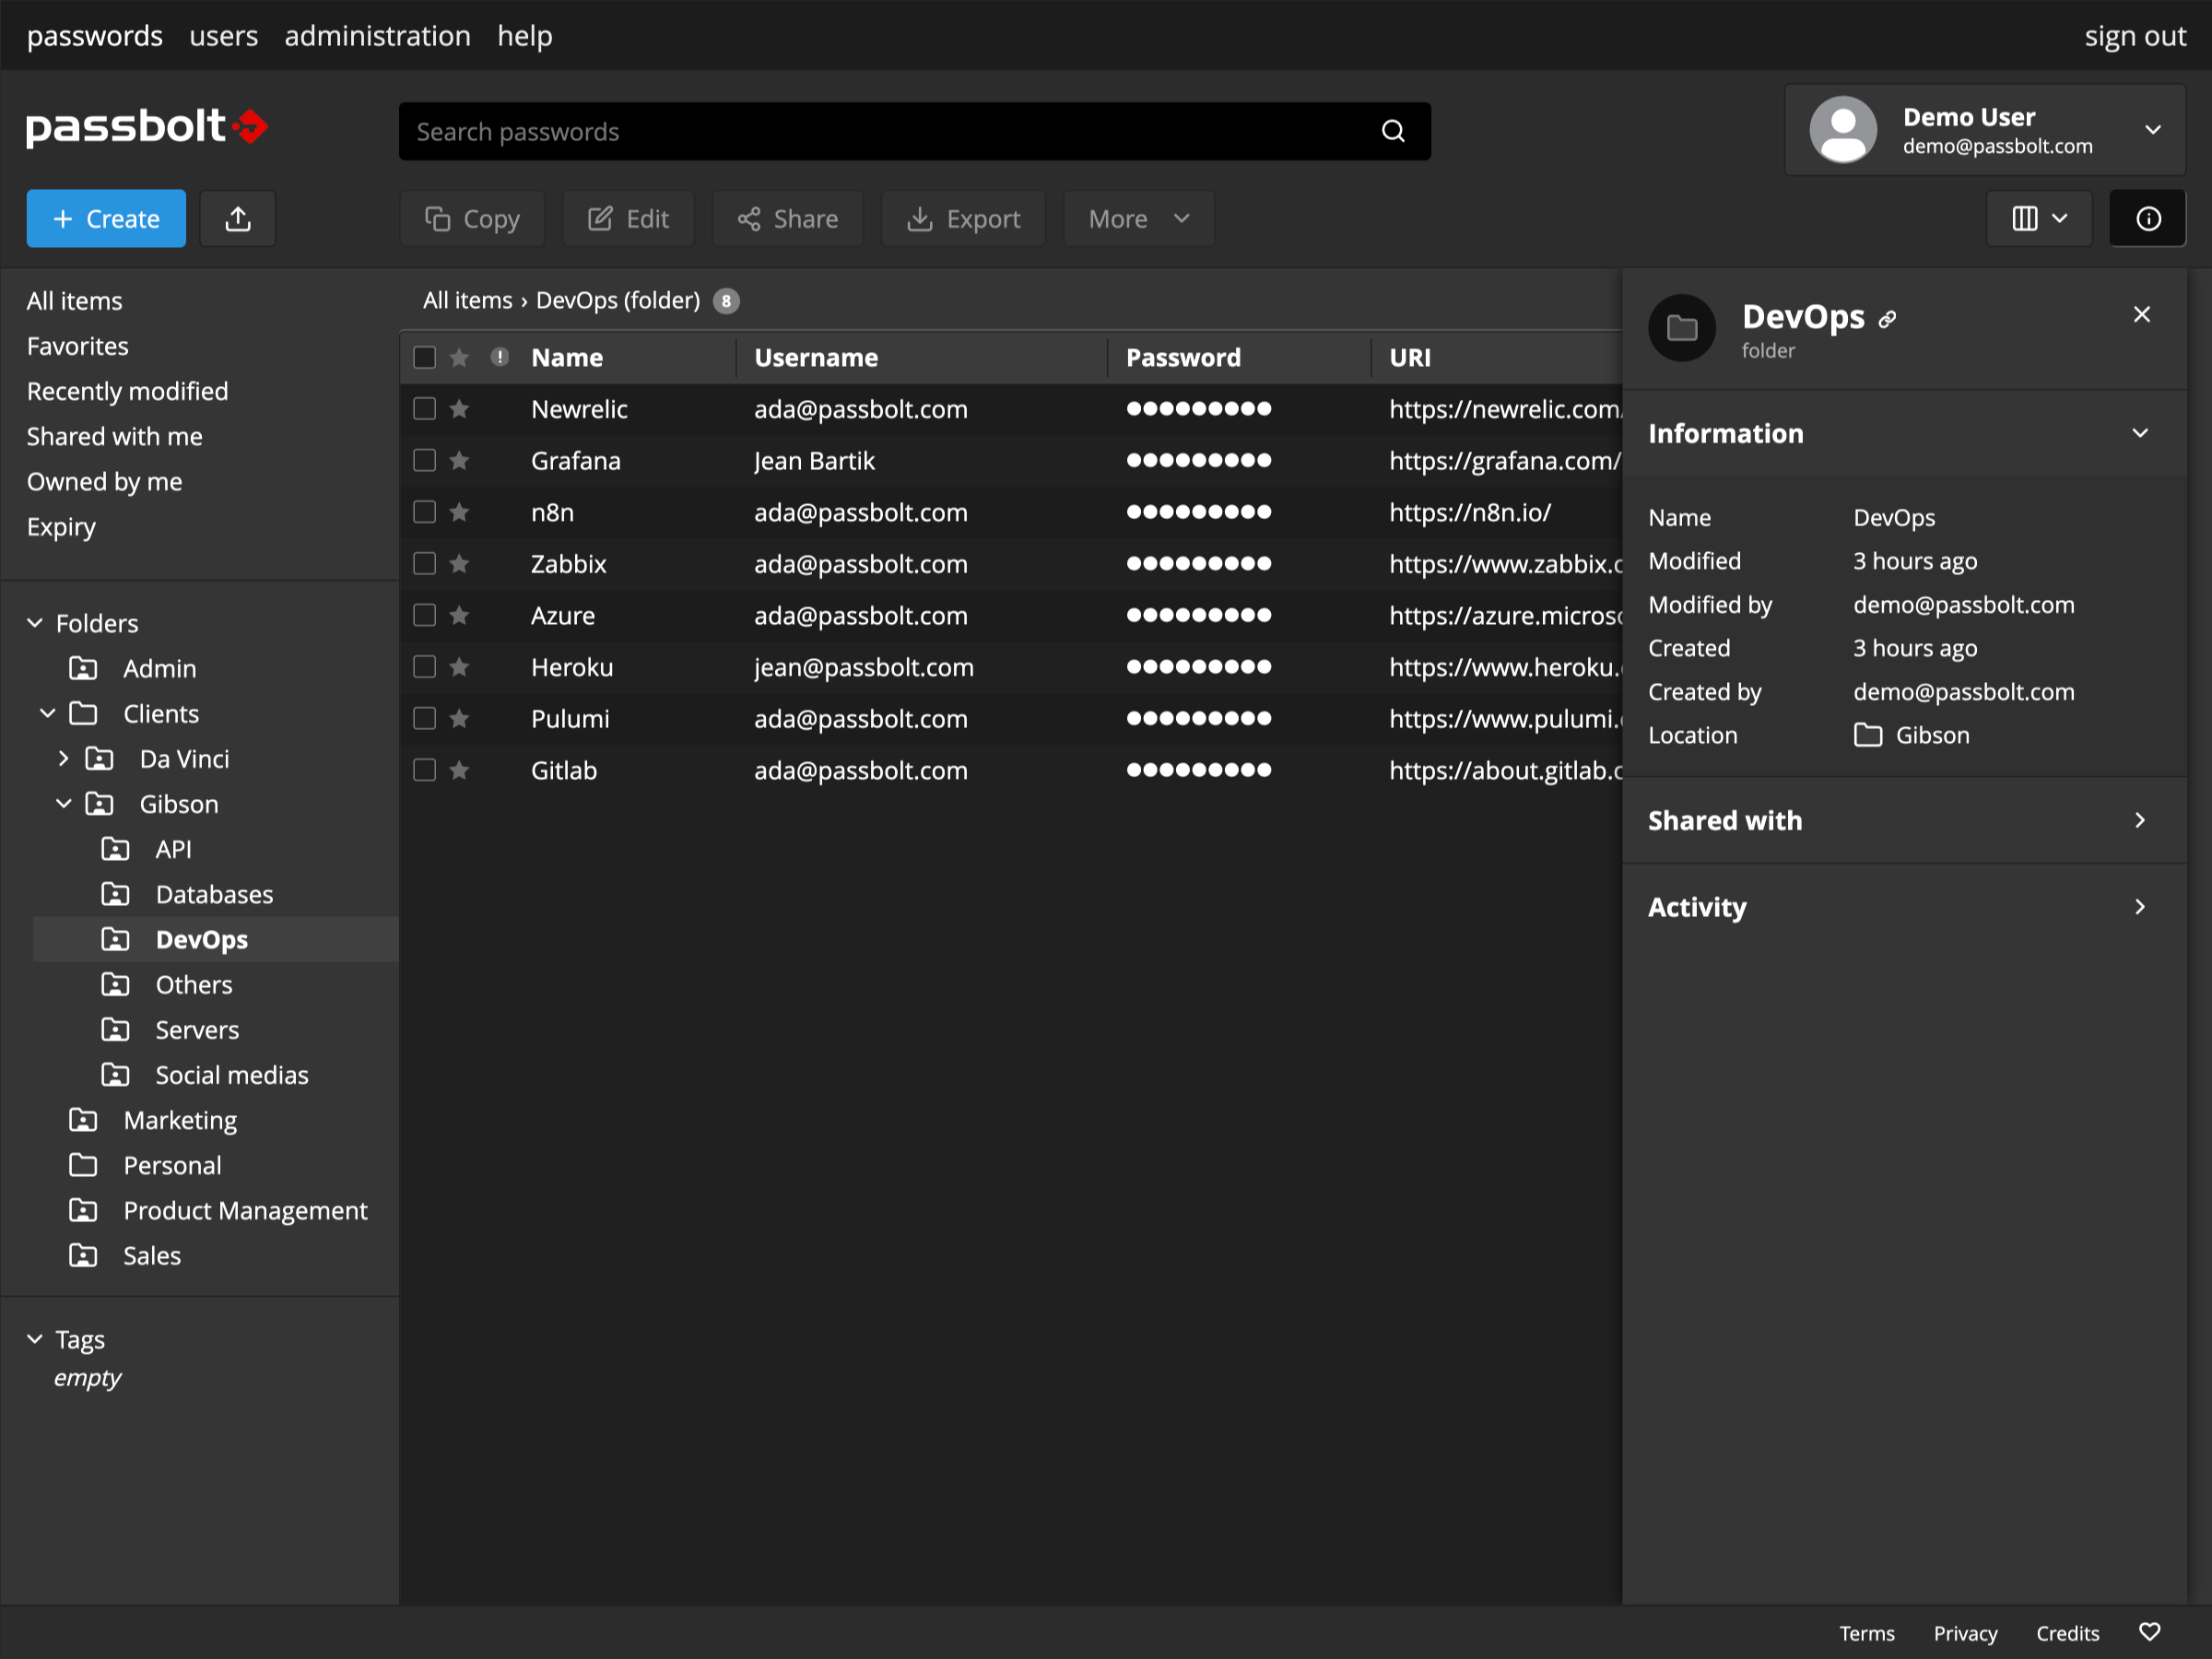 passwords users administration help sign out
passbolt
Search passwords
Demo User
demo@passbolt.com
Create
Copy Edit Share Export More
All items
Favorites
Recently modified
Shared with me
Owned by me
Expiry
Folders
Admin
Clients
Da Vinci
Gibson
API
Databases
DevOps
Others
Servers
Social medias
Marketing
Personal
Product Management
Sales
Tags
empty
All items › DevOps (folder) 8
Name Username Password URI
Newrelic ada@passbolt.com ●●●●●●●●● https://newrelic.com/
Grafana Jean Bartik ●●●●●●●●● https://grafana.com/
n8n ada@passbolt.com ●●●●●●●●● https://n8n.io/
Zabbix ada@passbolt.com ●●●●●●●●● https://www.zabbix.c
Azure ada@passbolt.com ●●●●●●●●● https://azure.microso
Heroku jean@passbolt.com ●●●●●●●●● https://www.heroku.
Pulumi ada@passbolt.com ●●●●●●●●● https://www.pulumi.
Gitlab ada@passbolt.com ●●●●●●●●● https://about.gitlab.c
DevOps
folder
Information
Name DevOps
Modified 3 hours ago
Modified by demo@passbolt.com
Created 3 hours ago
Created by demo@passbolt.com
Location Gibson
Shared with
Activity
Terms Privacy Credits